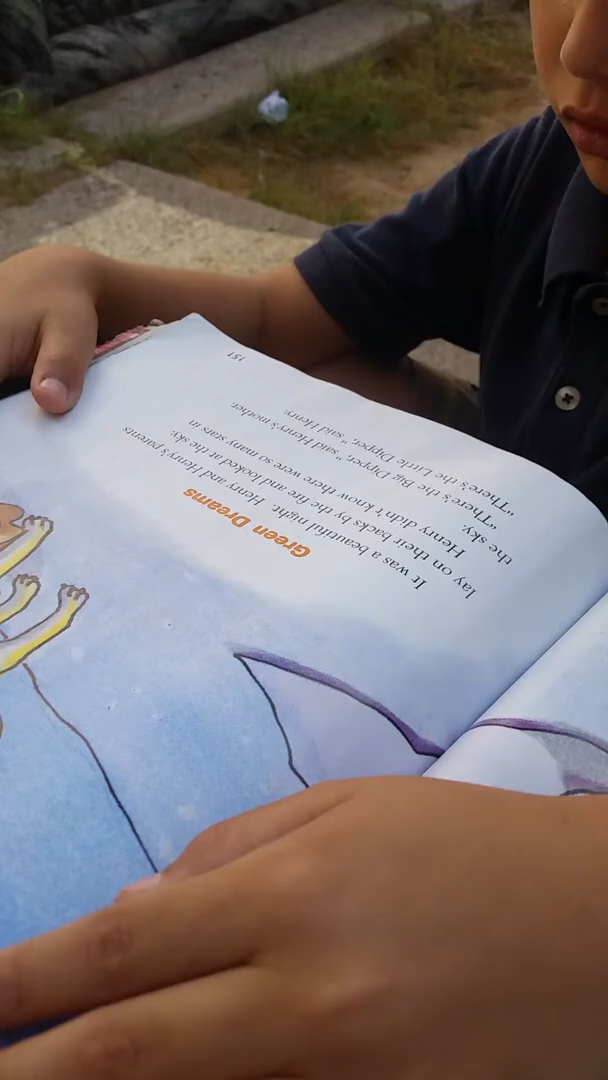 Green Dreams
It was a beautiful night. Henry and Henry's parents
lay on their backs by the fire and looked at the sky.
Henry didn't know there were so many stars in
the sky.
"There's the Big Dipper," said Henry's mother.
"There's the Little Dipper," said Henry.
151